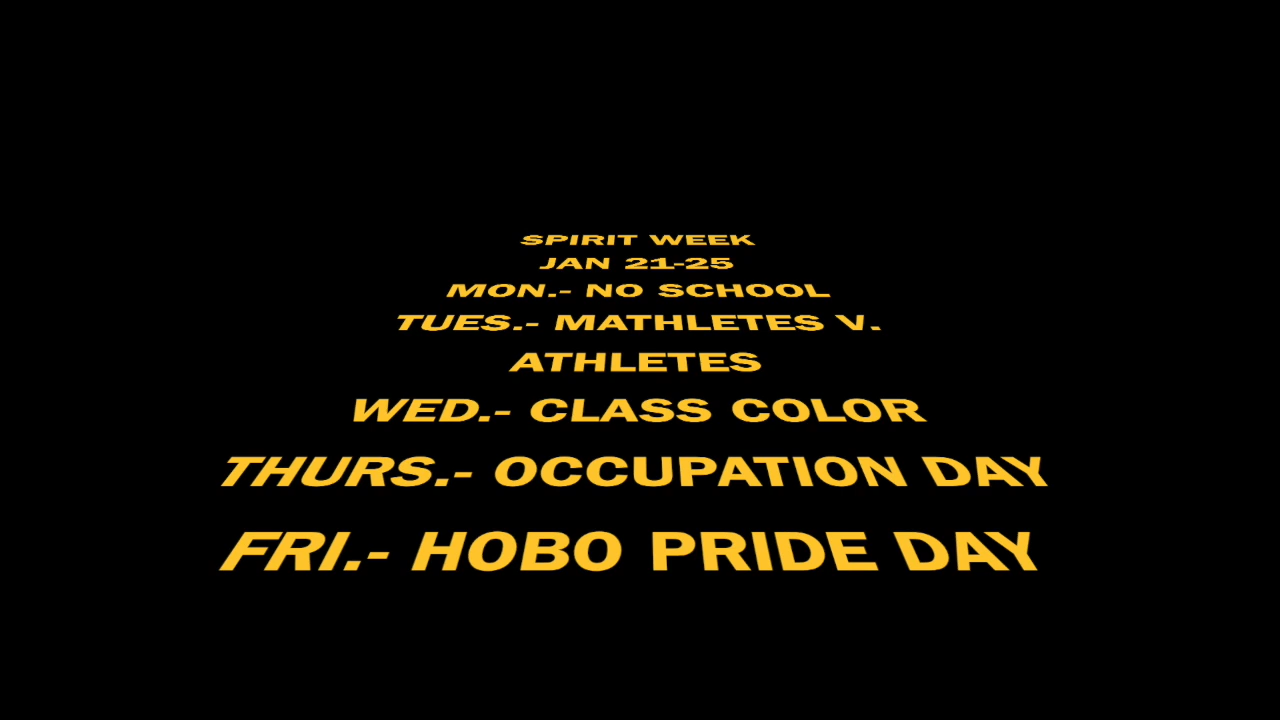 SPIRIT WEEK
JAN 21-25
MON.- NO SCHOOL
TUES.- MATHLETES V.
ATHLETES
WED.- CLASS COLOR
THURS.- OCCUPATION DAY
FRI.- HOBO PRIDE DAY